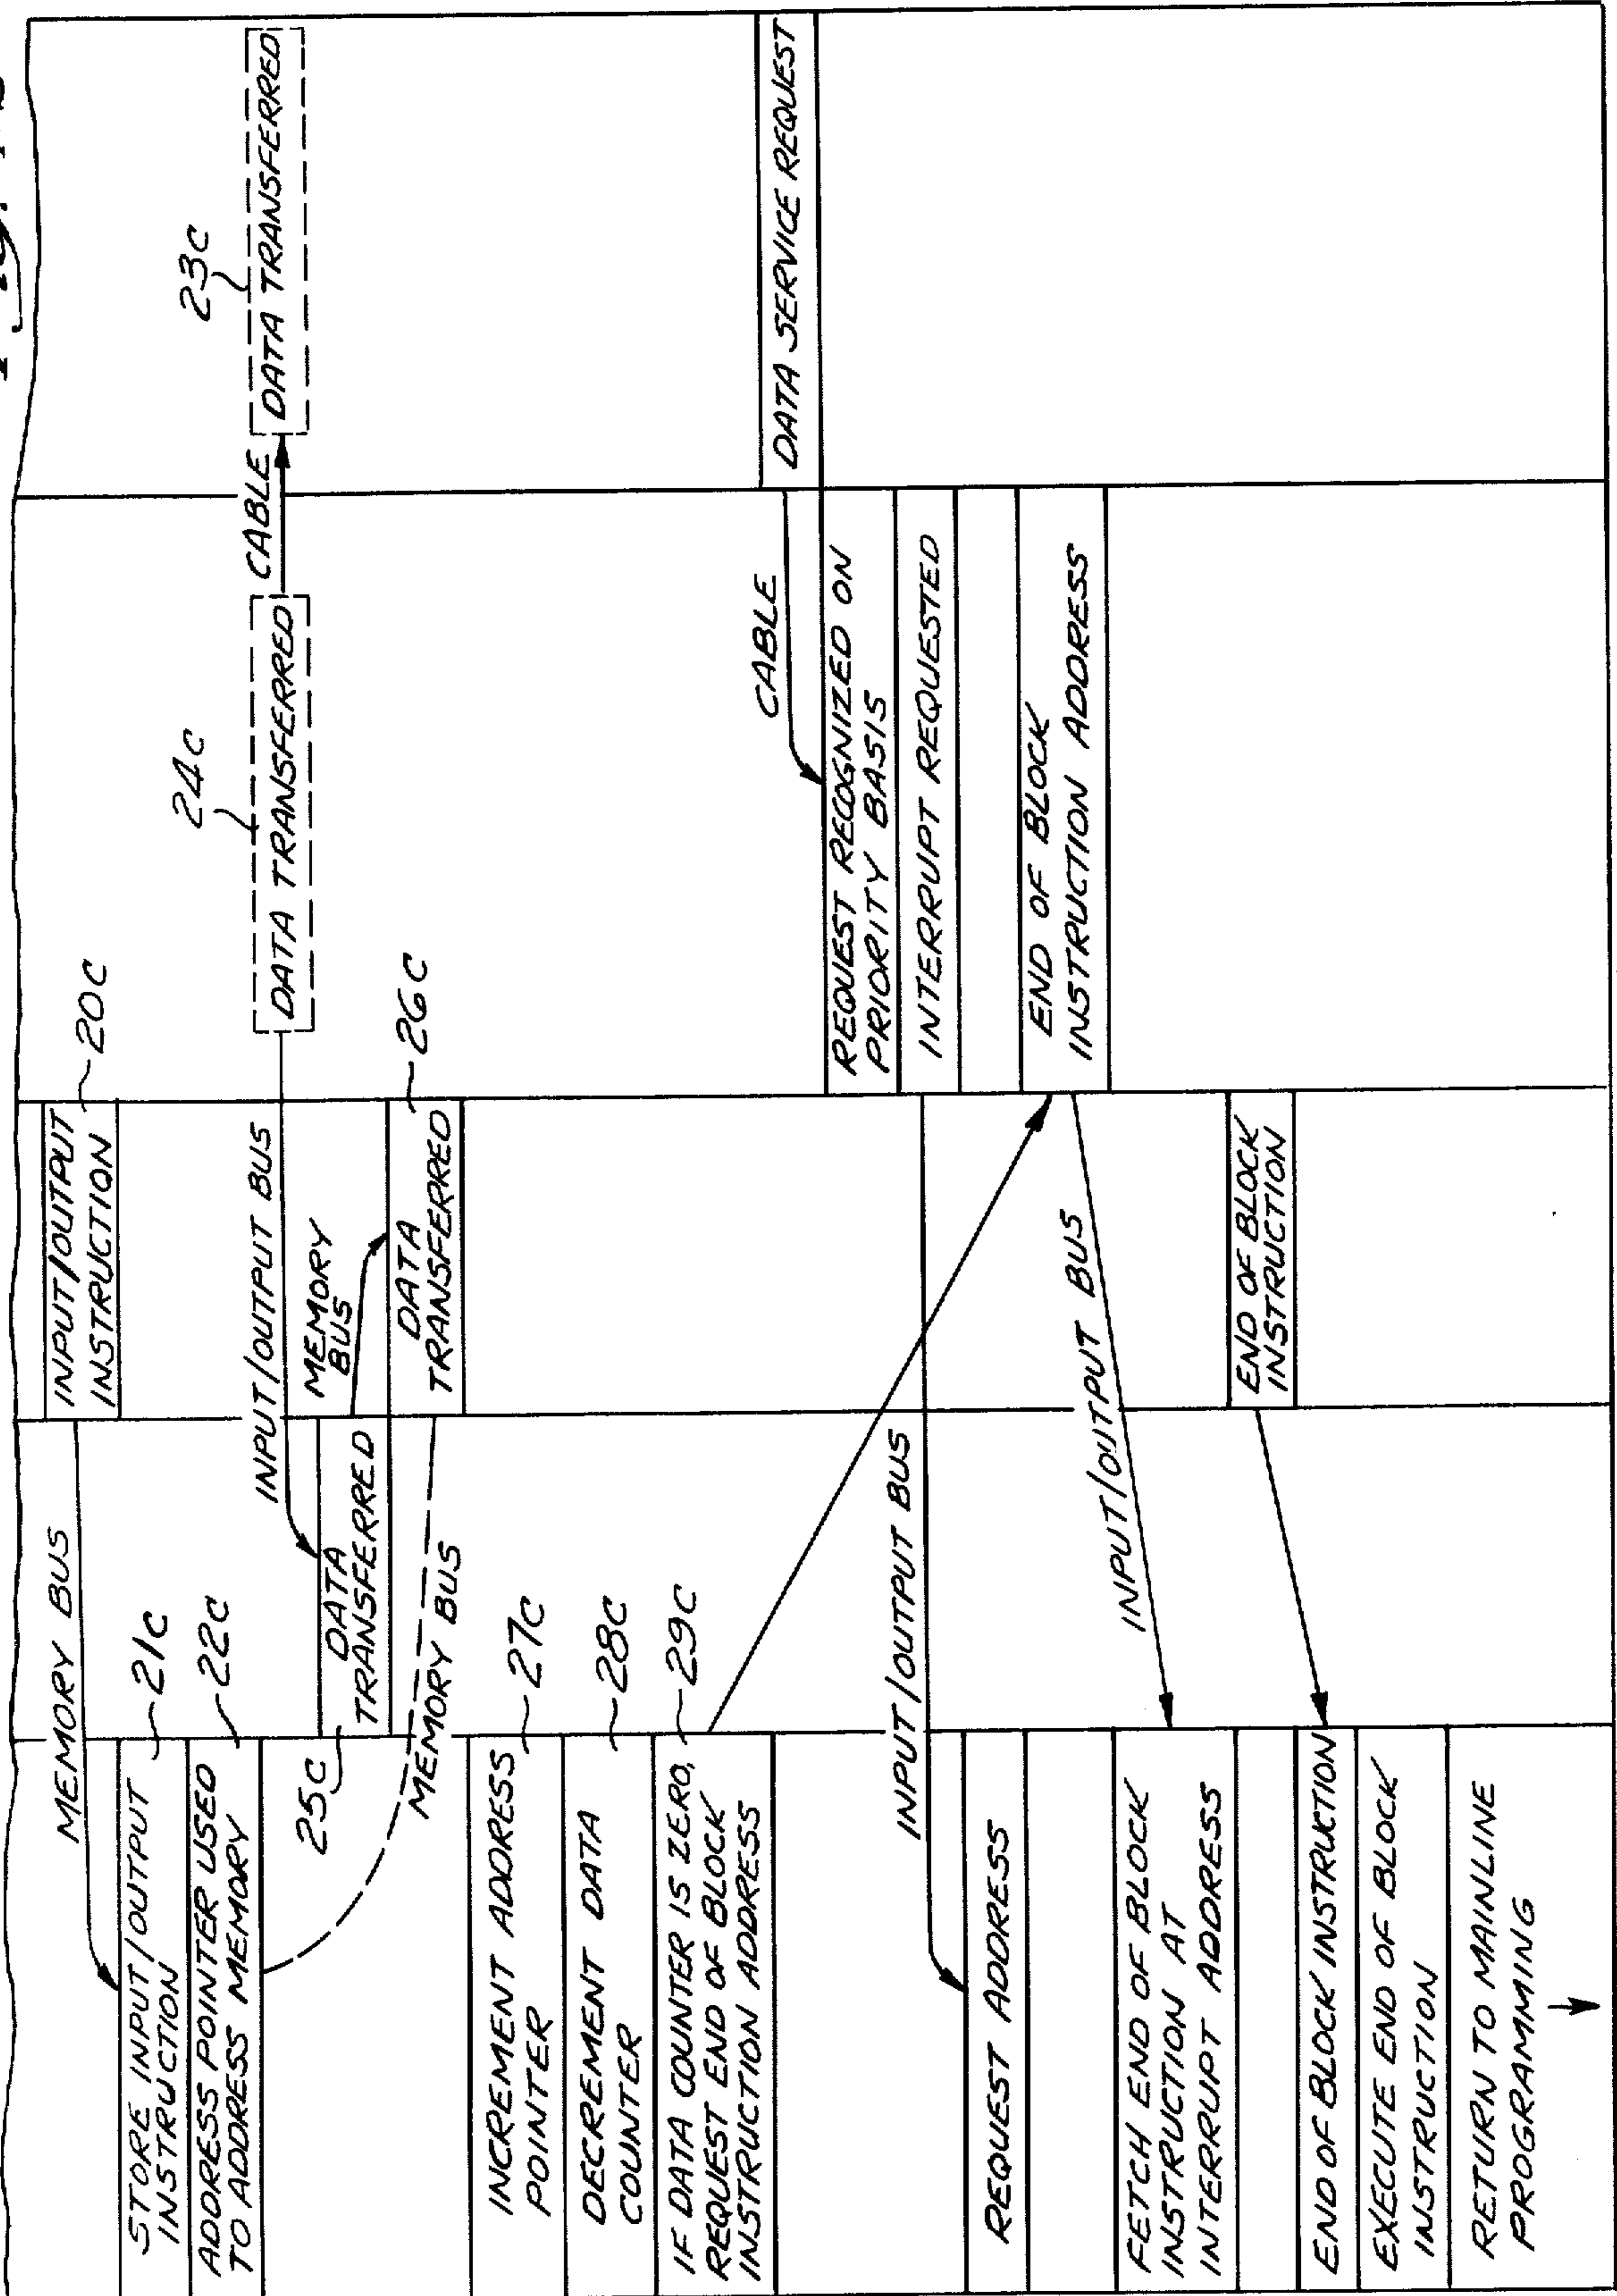 MEMORY BUS
STORE INPUT/OUTPUT
INSTRUCTION
21C
ADDRESS POINTER USED
TO ADDRESS MEMORY
22C
25C
MEMORY BUS
INCREMENT ADDRESS
POINTER
27C
DECREMENT DATA
COUNTER
28C
IF DATA COUNTER IS ZERO,
REQUEST END OF BLOCK
INSTRUCTION ADDRESS
29C
INPUT/OUTPUT BUS
REQUEST ADDRESS
FETCH END OF BLOCK
INSTRUCTION AT
INTERRUPT ADDRESS
END OF BLOCK INSTRUCTION
EXECUTE END OF BLOCK
INSTRUCTION
RETURN TO MAINLINE
PROGRAMING
INPUT/OUTPUT BUS
DATA
TRANSFERRED
INPUT/OUTPUT BUS
INPUT/OUTPUT
INSTRUCTION
20C
MEMORY
BUS
DATA
TRANSFERRED
26C
END OF BLOCK
INSTRUCTION
24C
DATA TRANSFERRED
CABLE
CABLE
REQUEST RECOGNIZED ON
PRIORITY BASIS
INTERRUPT REQUESTED
END OF BLOCK
INSTRUCTION ADDRESS
23C
DATA TRANSFERRED
DATA SERVICE REQUEST